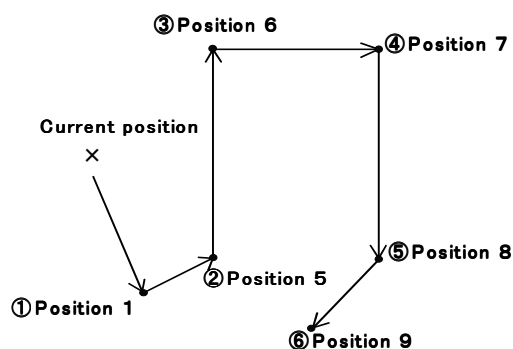 ③Position 6
④Position 7
Current position
⑤Position 8
②Position 5
①Position 1
⑥Position 9